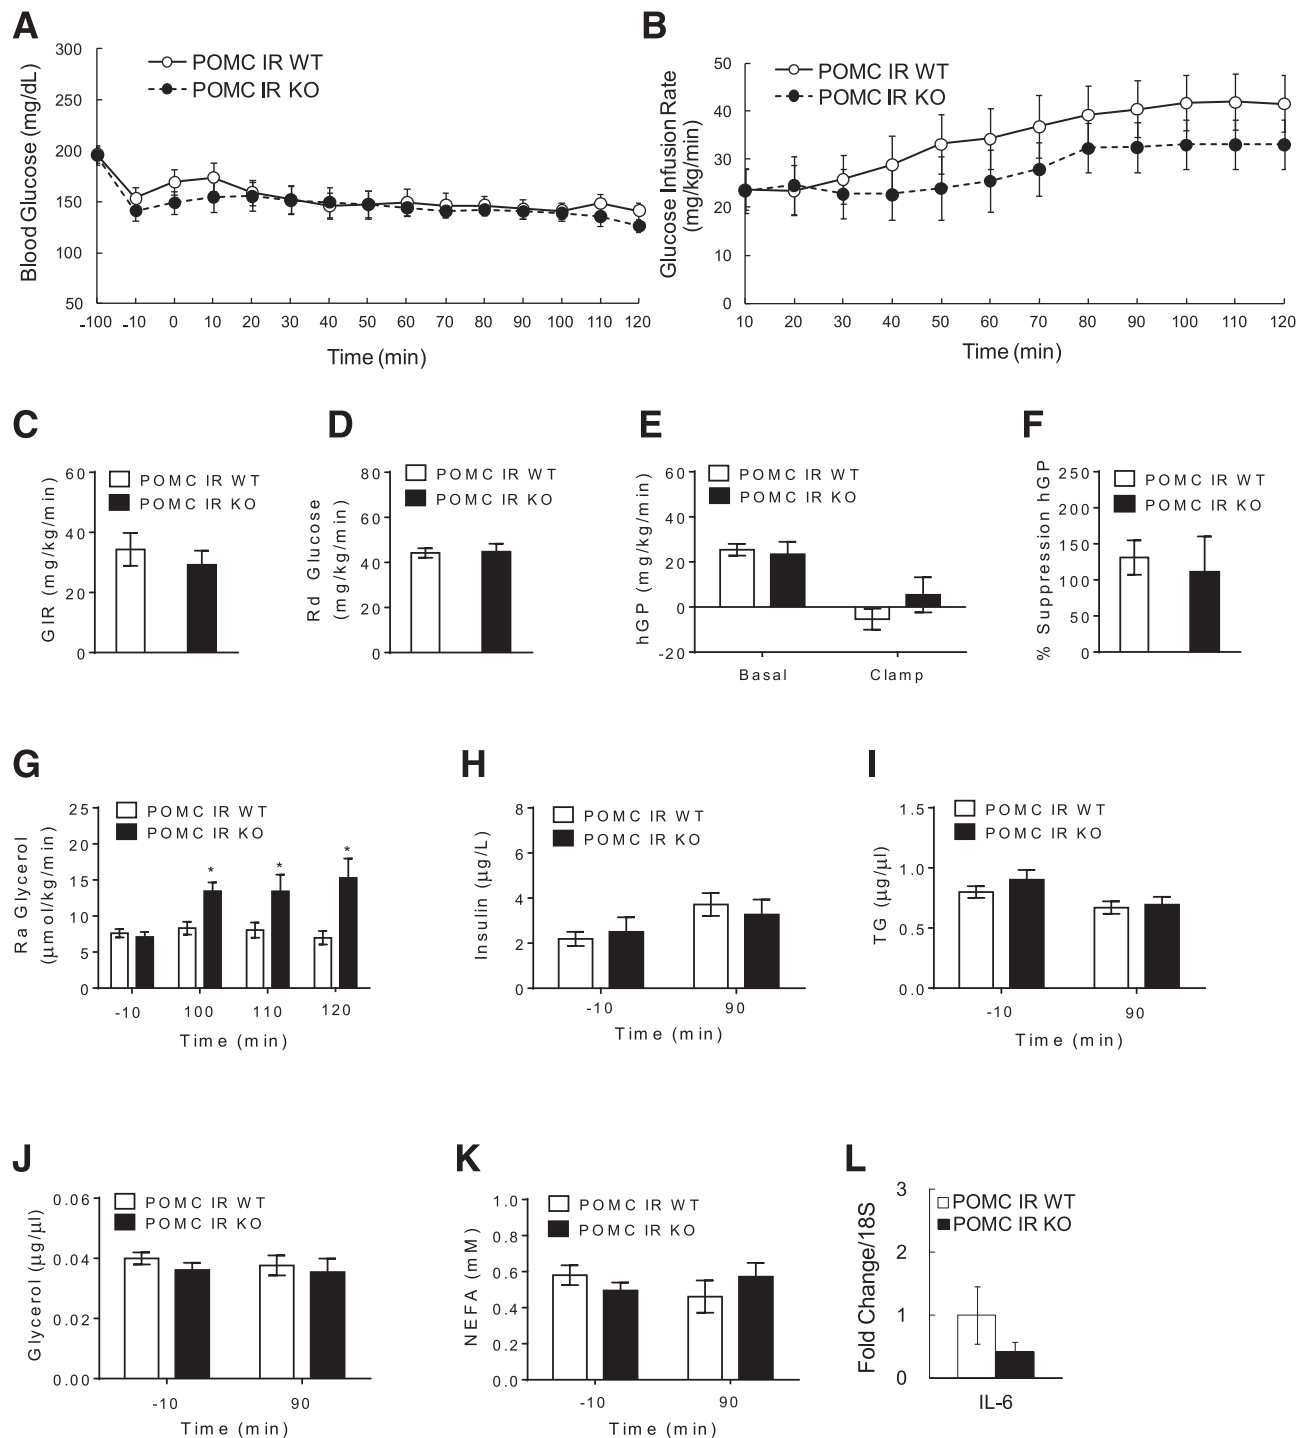 A
Blood Glucose (mg/dL)
300
250
200
150
100
50
POMC IR WT
POMC IR KO
-100 -10 0 10 20 30 40 50 60 70 80 90 100 110 120
Time (min)
B
Glucose Infusion Rate
(mg/kg/min)
50
40
30
20
10
0
POMC IR WT
POMC IR KO
10 20 30 40 50 60 70 80 90 100 110 120
Time (min)
C
GIR (mg/kg/min)
60
40
20
0
POMC IR WT
POMC IR KO
D
Rd Glucose
(mg/kg/min)
80
60
40
20
0
POMC IR WT
POMC IR KO
E
hGP (mg/kg/min)
60
40
20
0
-20
POMC IR WT
POMC IR KO
Basal Clamp
F
% Suppression hGP
250
200
150
100
50
0
POMC IR WT
POMC IR KO
G
Ra Glycerol
(μmol/kg/min)
25
20
15
10
5
0
POMC IR WT
POMC IR KO
* * *
-10 100 110 120
Time (min)
H
Insulin (μg/L)
8
6
4
2
0
POMC IR WT
POMC IR KO
-10 90
Time (min)
I
TG (μg/μl)
1.5
1.0
0.5
0.0
POMC IR WT
POMC IR KO
-10 90
Time (min)
J
Glycerol (μg/μl)
0.06
0.04
0.02
0.00
POMC IR WT
POMC IR KO
-10 90
Time (min)
K
NEFA (mM)
1.0
0.8
0.6
0.4
0.2
0.0
POMC IR WT
POMC IR KO
-10 90
Time (min)
L
Fold Change/18S
3
2
1
0
POMC IR WT
POMC IR KO
IL-6